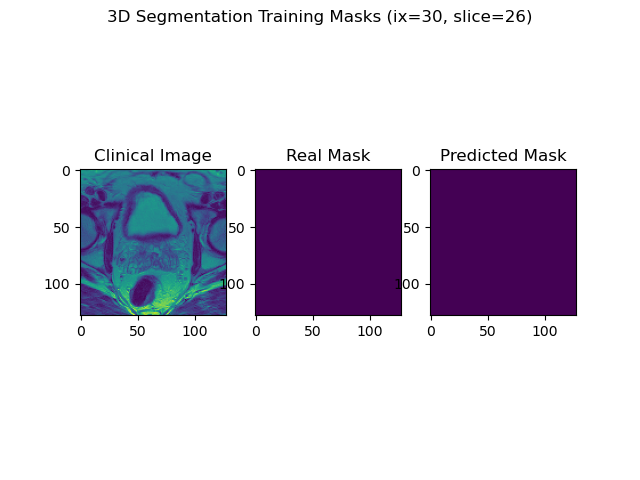 3D Segmentation Training Masks (ix=30, slice=26)
Clinical Image Real Mask Predicted Mask
0 0 0
50 50 50
100 100 100
0 50 100 0 50 100 0 50 100